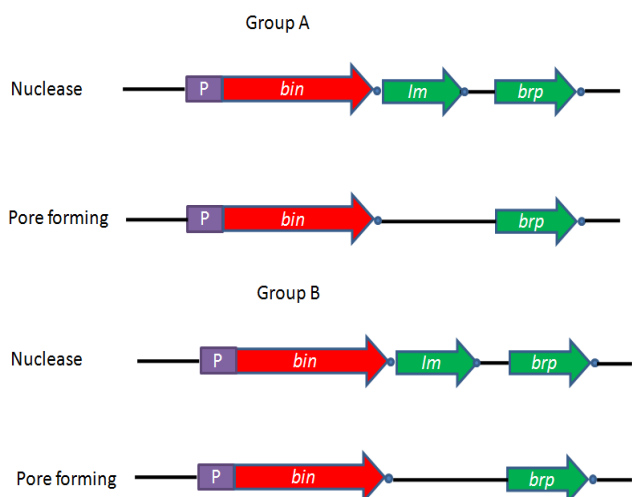 Group A
Nuclease P bin Im brp
Pore forming P bin brp
Group B
Nuclease P bin Im brp
Pore forming P bin brp